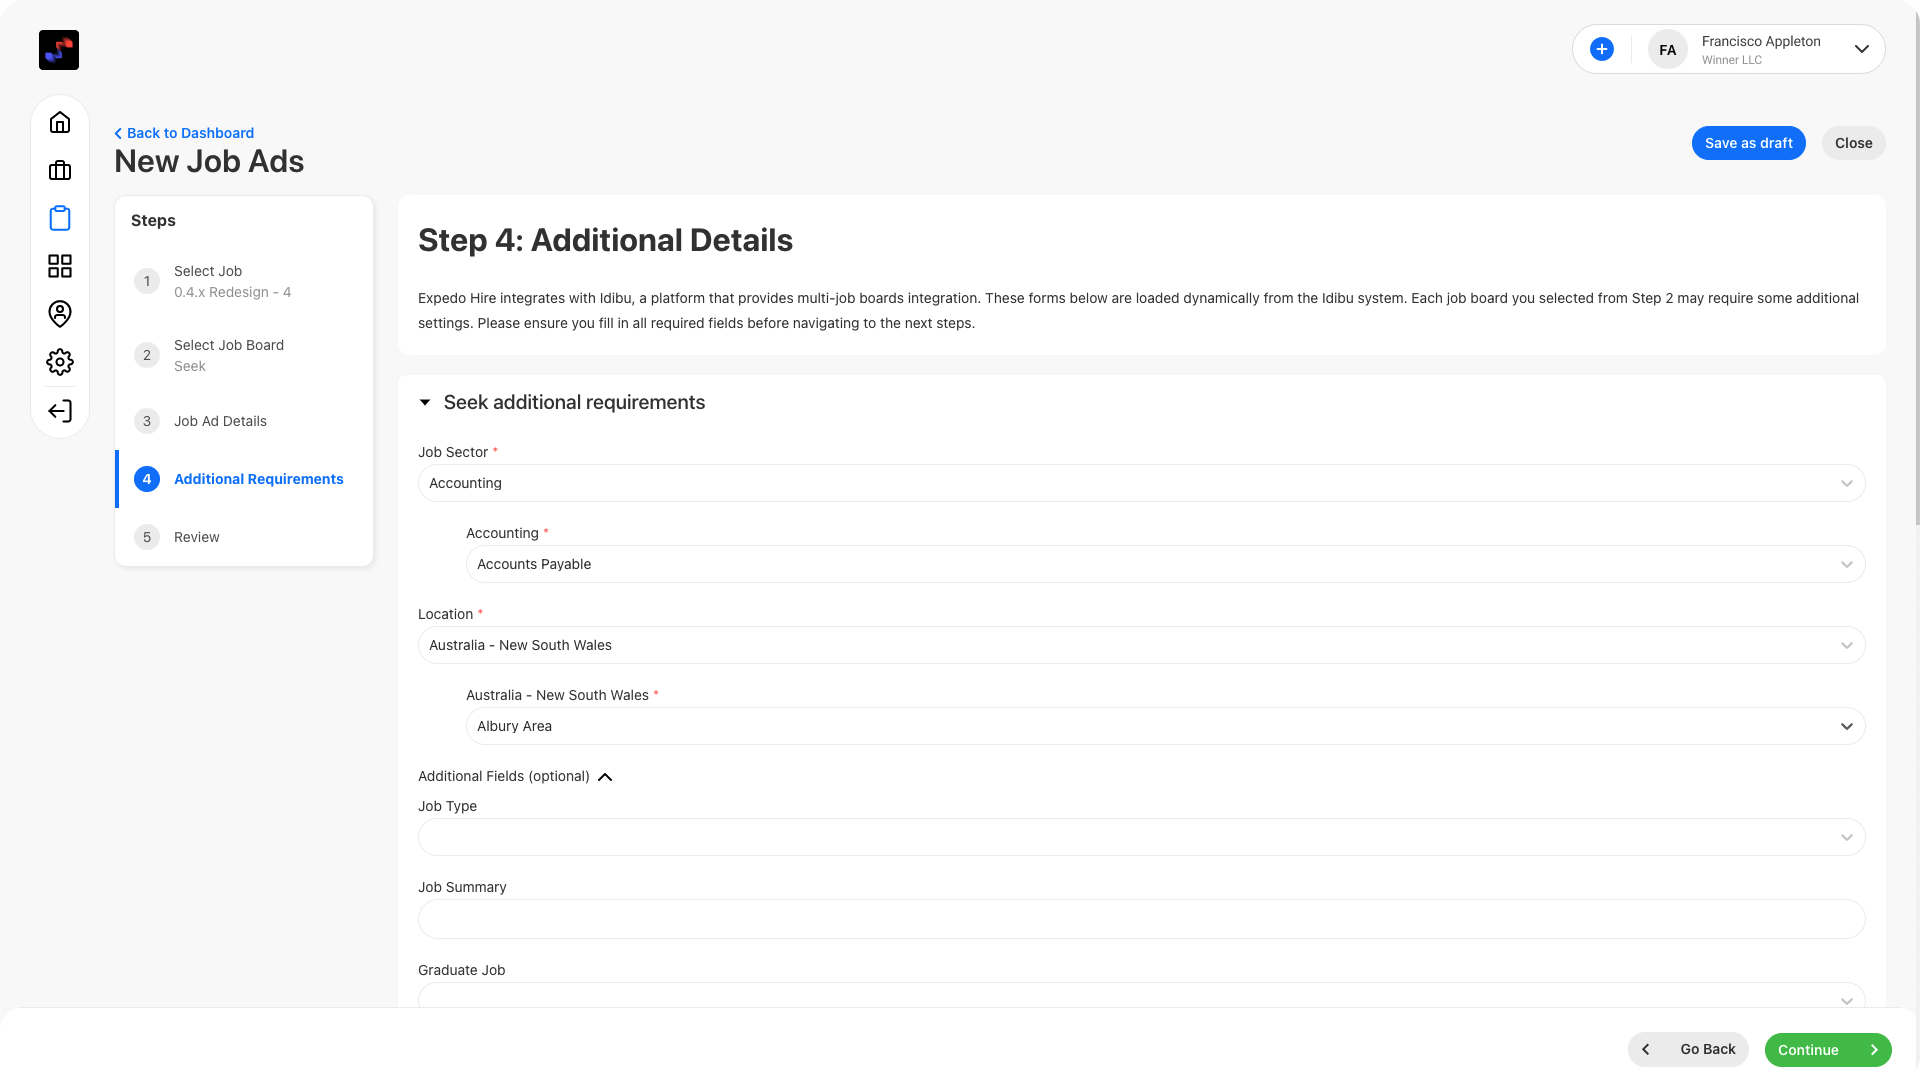 FA
Francisco Appleton
Winner LLC
Back to Dashboard
New Job Ads
Save as draft
Close
Steps
1
Select Job
0.4.x Redesign - 4
2
Select Job Board
Seek
3
Job Ad Details
4
Additional Requirements
5
Review
Step 4: Additional Details
Expedo Hire integrates with Idibu, a platform that provides multi-job boards integration. These forms below are loaded dynamically from the Idibu system. Each job board you selected from Step 2 may require some additional
settings. Please ensure you fill in all required fields before navigating to the next steps.
Seek additional requirements
Job Sector *
Accounting
Accounting *
Accounts Payable
Location *
Australia - New South Wales
Australia - New South Wales *
Albury Area
Additional Fields (optional)
Job Type
Job Summary
Graduate Job
Go Back
Continue